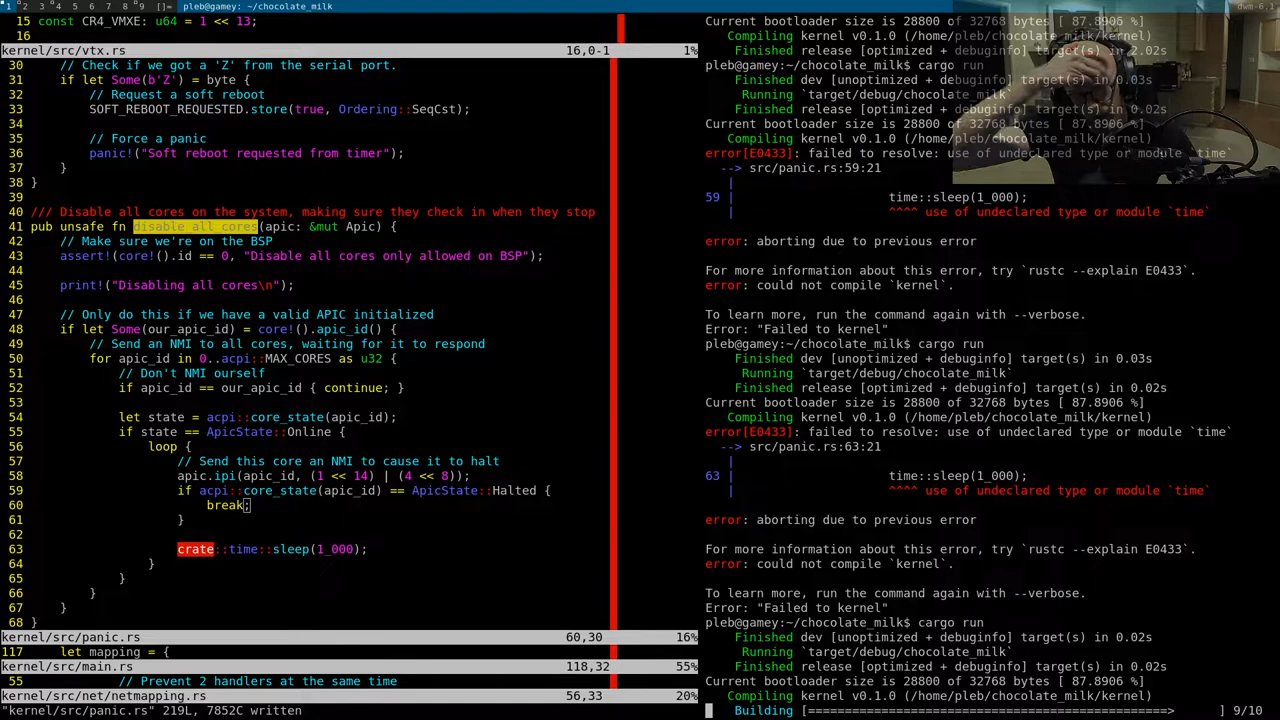 1 2 3 4 5 6 7 8 9 []= pleb@gamey: ~/chocolate_milk
dwm-6.1
15 const CR4_VMXE: u64 = 1 << 13;
16
kernel/src/vtx.rs 16,0-1 1%
30     // Check if we got a 'Z' from the serial port.
31     if let Some(b'Z') = byte {
32         // Request a soft reboot
33         SOFT_REBOOT_REQUESTED.store(true, Ordering::SeqCst);
34
35         // Force a panic
36         panic!("Soft reboot requested from timer");
37     }
38 }
39
40 /// Disable all cores on the system, making sure they check in when they stop
41 pub unsafe fn disable_all_cores(apic: &mut Apic) {
42     // Make sure we're on the BSP
43     assert!(core!().id == 0, "Disable all cores only allowed on BSP");
44
45     print!("Disabling all cores\n");
46
47     // Only do this if we have a valid APIC initialized
48     if let Some(our_apic_id) = core!().apic_id() {
49         // Send an NMI to all cores, waiting for it to respond
50         for apic_id in 0..acpi::MAX_CORES as u32 {
51             // Don't NMI ourself
52             if apic_id == our_apic_id { continue; }
53
54             let state = acpi::core_state(apic_id);
55             if state == ApicState::Online {
56                 loop {
57                     // Send this core an NMI to cause it to halt
58                     apic.ipi(apic_id, (1 << 14) | (4 << 8));
59                     if acpi::core_state(apic_id) == ApicState::Halted {
60                         break;
61                     }
62
63                     crate::time::sleep(1_000);
64                 }
65             }
66         }
67     }
68 }
kernel/src/panic.rs 60,30 16%
117     let mapping = {
kernel/src/main.rs 118,32 55%
55             // Prevent 2 handlers at the same time
kernel/src/net/netmapping.rs 56,33 20%
"kernel/src/panic.rs" 219L, 7852C written
Current bootloader size is 28800 of 32768 bytes [ 87.8906 %]
Compiling kernel v0.1.0 (/home/pleb/chocolate_milk/kernel)
Finished release [optimized + debuginfo] target(s) in 2.02s
pleb@gamey:~/chocolate_milk$ cargo run
Finished dev [unoptimized + debuginfo] target(s) in 0.03s
Running `target/debug/chocolate_milk`
Finished release [optimized + debuginfo] target(s) in 0.02s
Current bootloader size is 28800 of 32768 bytes [ 87.8906 %]
Compiling kernel v0.1.0 (/home/pleb/chocolate_milk/kernel)
error[E0433]: failed to resolve: use of undeclared type or module `time`
--> src/panic.rs:59:21
|
59 |                     time::sleep(1_000);
|                     ^^^^ use of undeclared type or module `time`
error: aborting due to previous error
For more information about this error, try `rustc --explain E0433`.
error: could not compile `kernel`.
To learn more, run the command again with --verbose.
Error: "Failed to kernel"
pleb@gamey:~/chocolate_milk$ cargo run
Finished dev [unoptimized + debuginfo] target(s) in 0.03s
Running `target/debug/chocolate_milk`
Finished release [optimized + debuginfo] target(s) in 0.02s
Current bootloader size is 28800 of 32768 bytes [ 87.8906 %]
Compiling kernel v0.1.0 (/home/pleb/chocolate_milk/kernel)
error[E0433]: failed to resolve: use of undeclared type or module `time`
--> src/panic.rs:63:21
|
63 |                     time::sleep(1_000);
|                     ^^^^ use of undeclared type or module `time`
error: aborting due to previous error
For more information about this error, try `rustc --explain E0433`.
error: could not compile `kernel`.
To learn more, run the command again with --verbose.
Error: "Failed to kernel"
pleb@gamey:~/chocolate_milk$ cargo run
Finished dev [unoptimized + debuginfo] target(s) in 0.03s
Running `target/debug/chocolate_milk`
Finished release [optimized + debuginfo] target(s) in 0.02s
Current bootloader size is 28800 of 32768 bytes [ 87.8906 %]
Compiling kernel v0.1.0 (/home/pleb/chocolate_milk/kernel)
Building [=================================================> ] 9/10